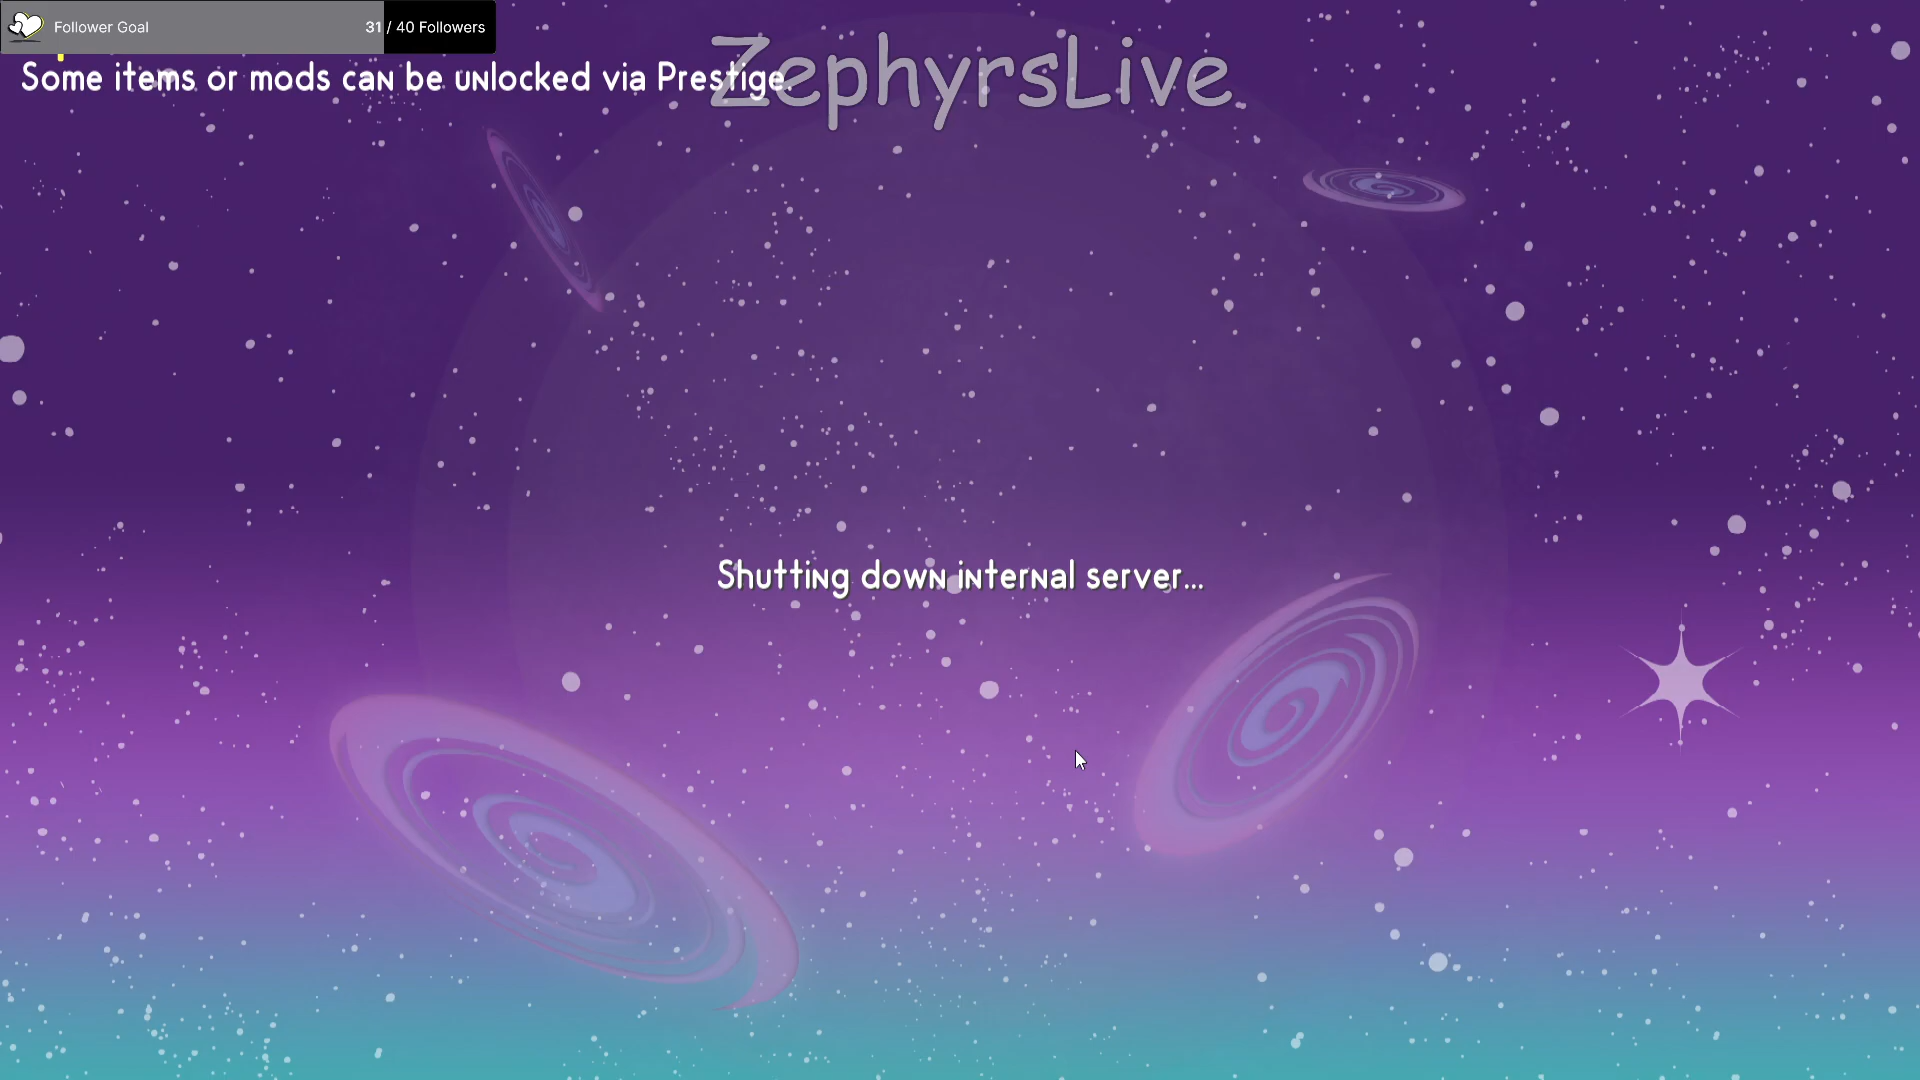 Follower Goal
31 / 40 Followers
ZephyrsLive
Some items or mods can be unlocked via Prestige.
Shutting down internal server...